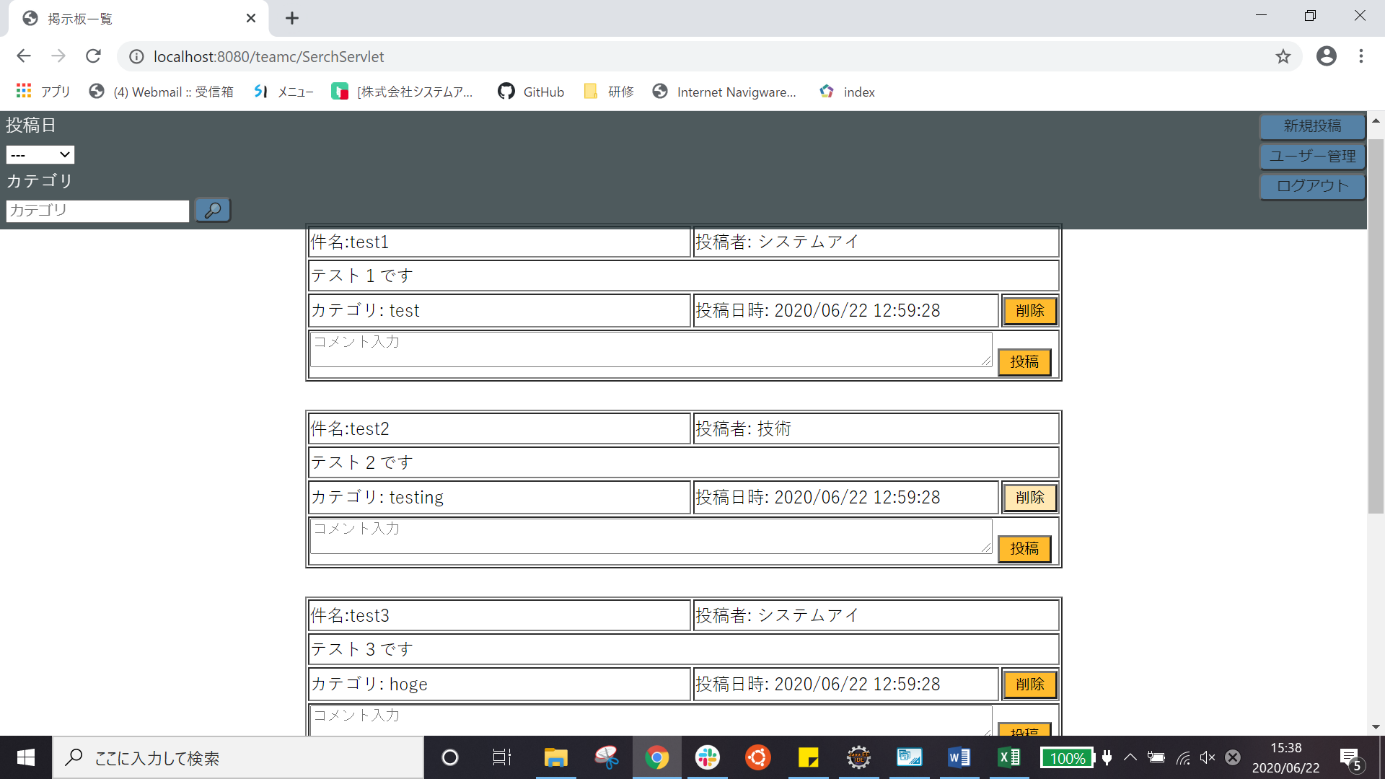 掲示板一覧
localhost:8080/teamc/SerchServlet
アプリ (4) Webmail :: 受信箱 メニュー [株式会社システムア... GitHub 研修 Internet Navigware... index
投稿日
新規投稿
---
ユーザー管理
カテゴリ
ログアウト
カテゴリ
件名:test1 投稿者: システムアイ
テスト１です
カテゴリ: test 投稿日時: 2020/06/22 12:59:28 削除
コメント入力
投稿
件名:test2 投稿者: 技術
テスト２です
カテゴリ: testing 投稿日時: 2020/06/22 12:59:28 削除
コメント入力
投稿
件名:test3 投稿者: システムアイ
テスト３です
カテゴリ: hoge 投稿日時: 2020/06/22 12:59:28 削除
コメント入力
投稿
ここに入力して検索
100%
15:38
2020/06/22
5